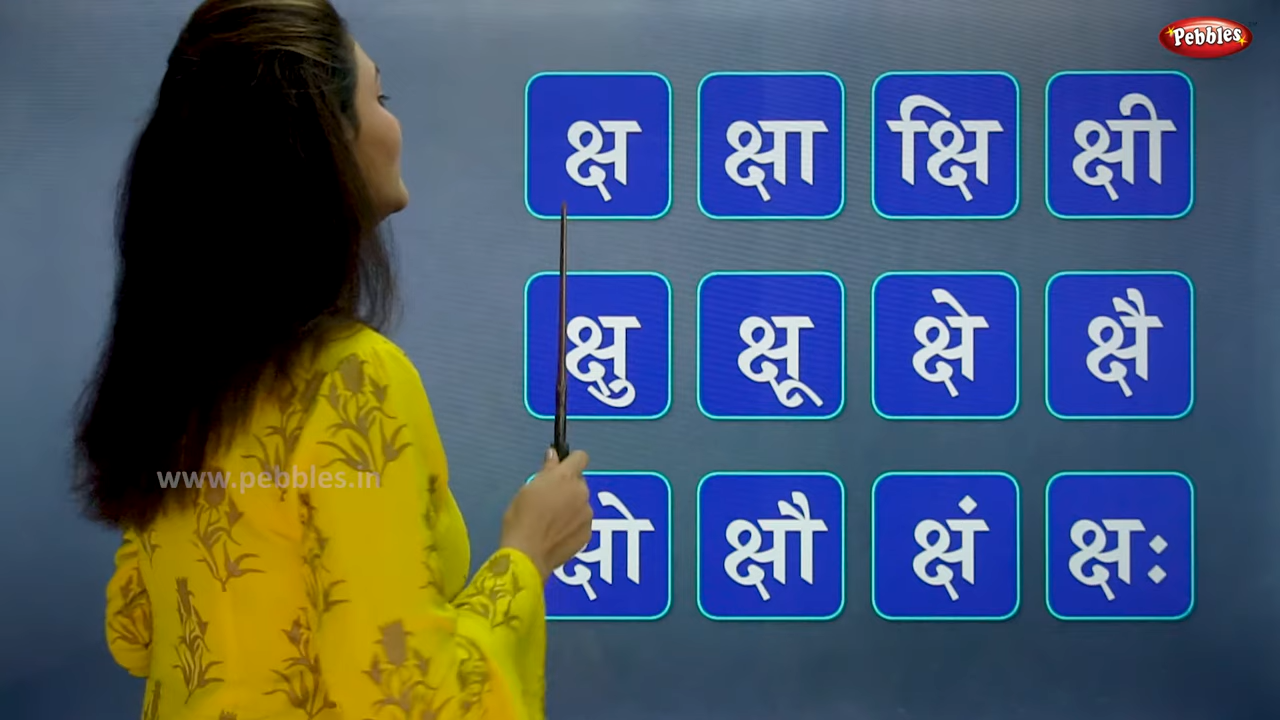 Pebbles
क्ष क्षा क्षि क्षी
क्षु क्षू क्षे क्षै
www.pebbles.in
क्षो क्षौ क्षं क्षः